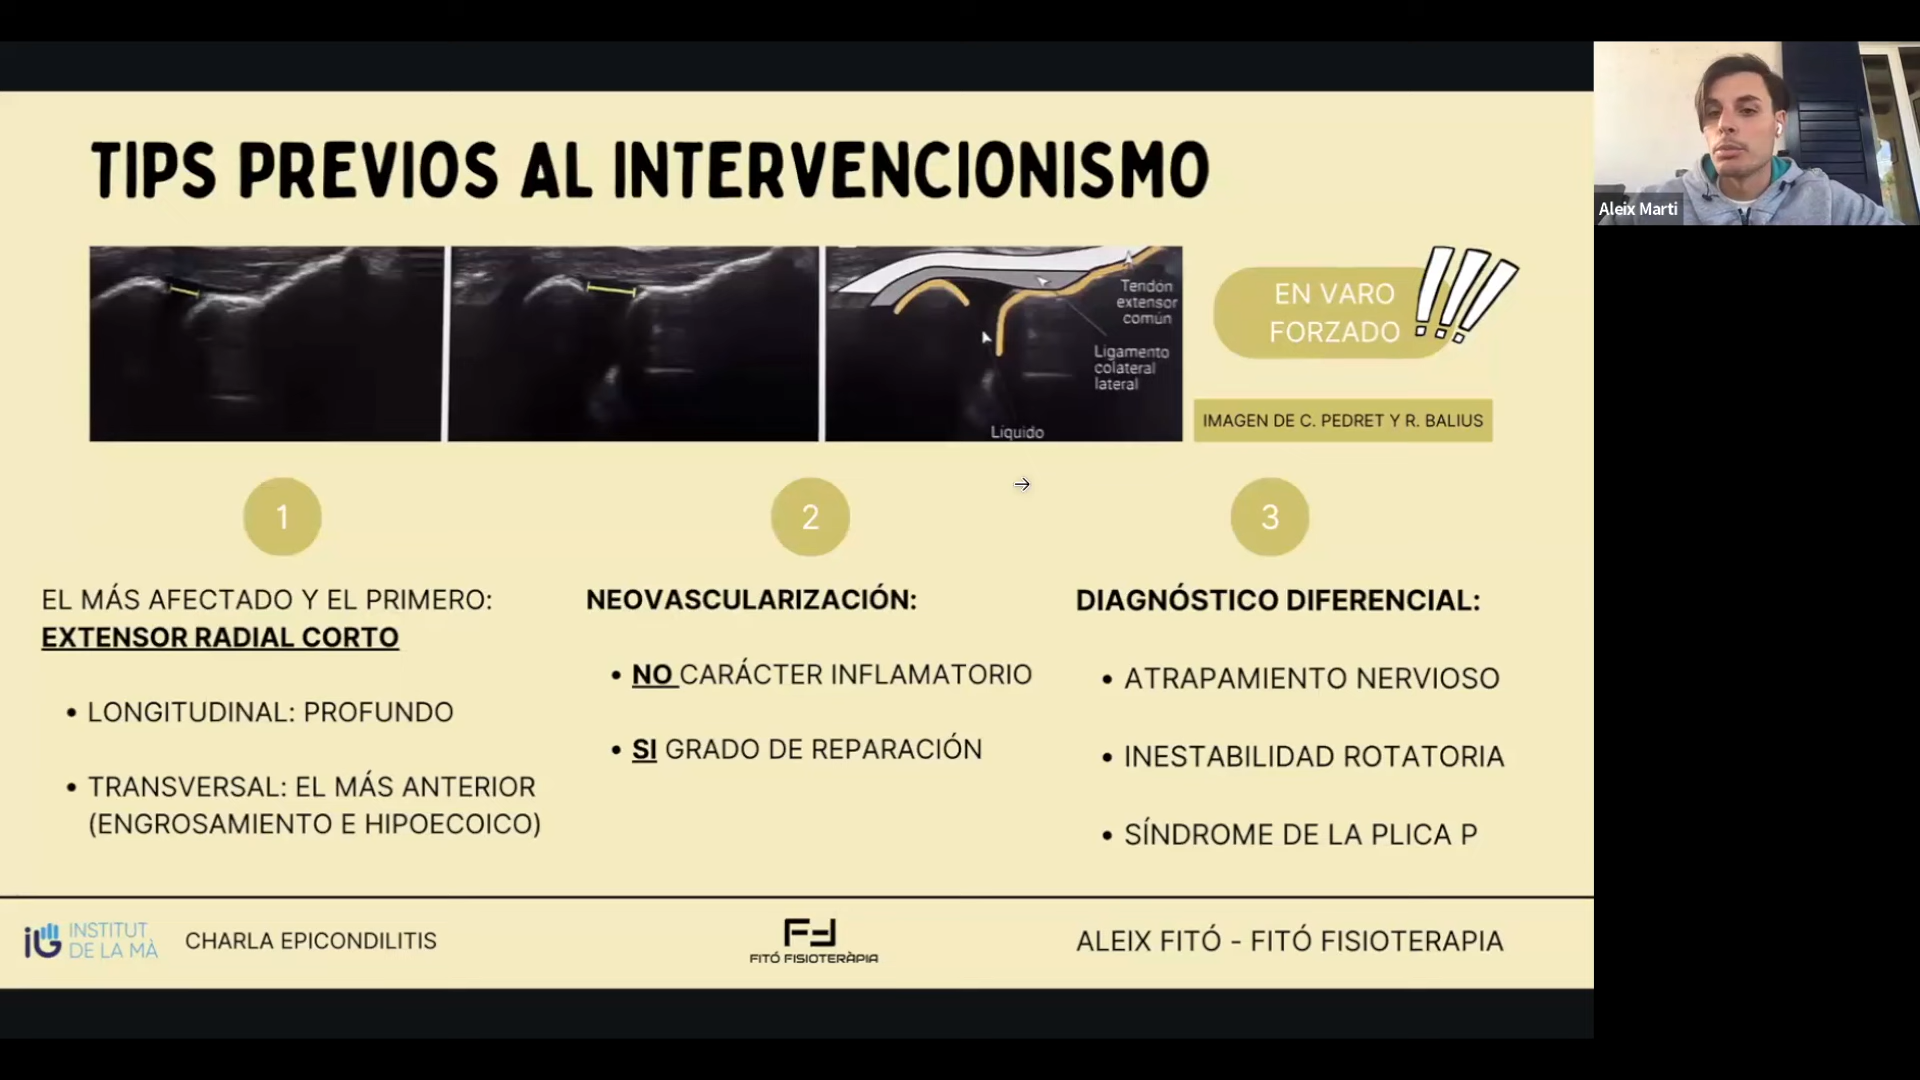 TIPS PREVIOS AL INTERVENCIONISMO
Aleix Marti
Tendón
extensor
común
Ligamento
colateral
lateral
Líquido
EN VARO
FORZADO
!!!
IMAGEN DE C. PEDRET Y R. BALIUS
1
EL MÁS AFECTADO Y EL PRIMERO:
EXTENSOR RADIAL CORTO
• LONGITUDINAL: PROFUNDO
• TRANSVERSAL: EL MÁS ANTERIOR
(ENGROSAMIENTO E HIPOECOICO)
2
NEOVASCULARIZACIÓN:
• NO CARÁCTER INFLAMATORIO
• SI GRADO DE REPARACIÓN
3
DIAGNÓSTICO DIFERENCIAL:
• ATRAPAMIENTO NERVIOSO
• INESTABILIDAD ROTATORIA
• SÍNDROME DE LA PLICA P
INSTITUT
DE LA MÀ
CHARLA EPICONDILITIS
FITÓ FISIOTERÀPIA
ALEIX FITÓ - FITÓ FISIOTERAPIA